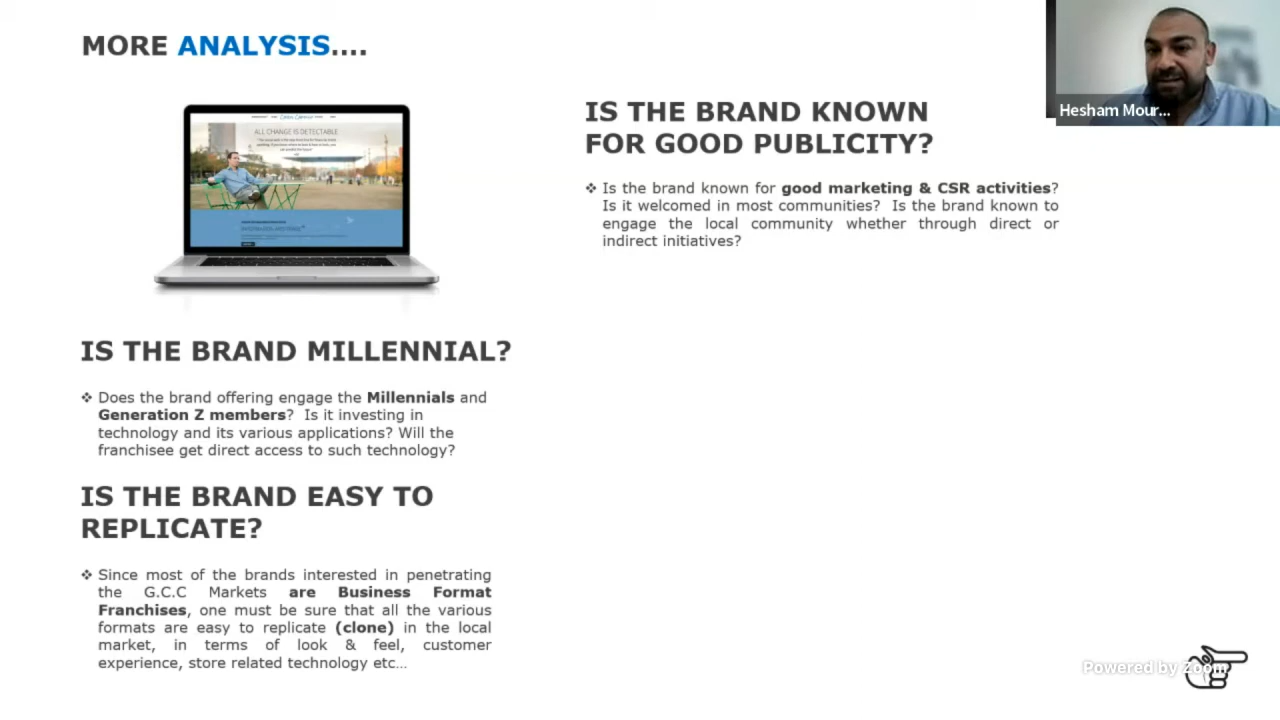 MORE ANALYSIS....
ALL CHANGE IS DETECTABLE
IS THE BRAND MILLENNIAL?
❖ Does the brand offering engage the Millennials and
Generation Z members? Is it investing in
technology and its various applications? Will the
franchisee get direct access to such technology?
IS THE BRAND EASY TO
REPLICATE?
❖ Since most of the brands interested in penetrating
the G.C.C Markets are Business Format
Franchises, one must be sure that all the various
formats are easy to replicate (clone) in the local
market, in terms of look & feel, customer
experience, store related technology etc...
IS THE BRAND KNOWN
FOR GOOD PUBLICITY?
❖ Is the brand known for good marketing & CSR activities?
Is it welcomed in most communities? Is the brand known to
engage the local community whether through direct or
indirect initiatives?
Hesham Mour...
Powered by Zoom